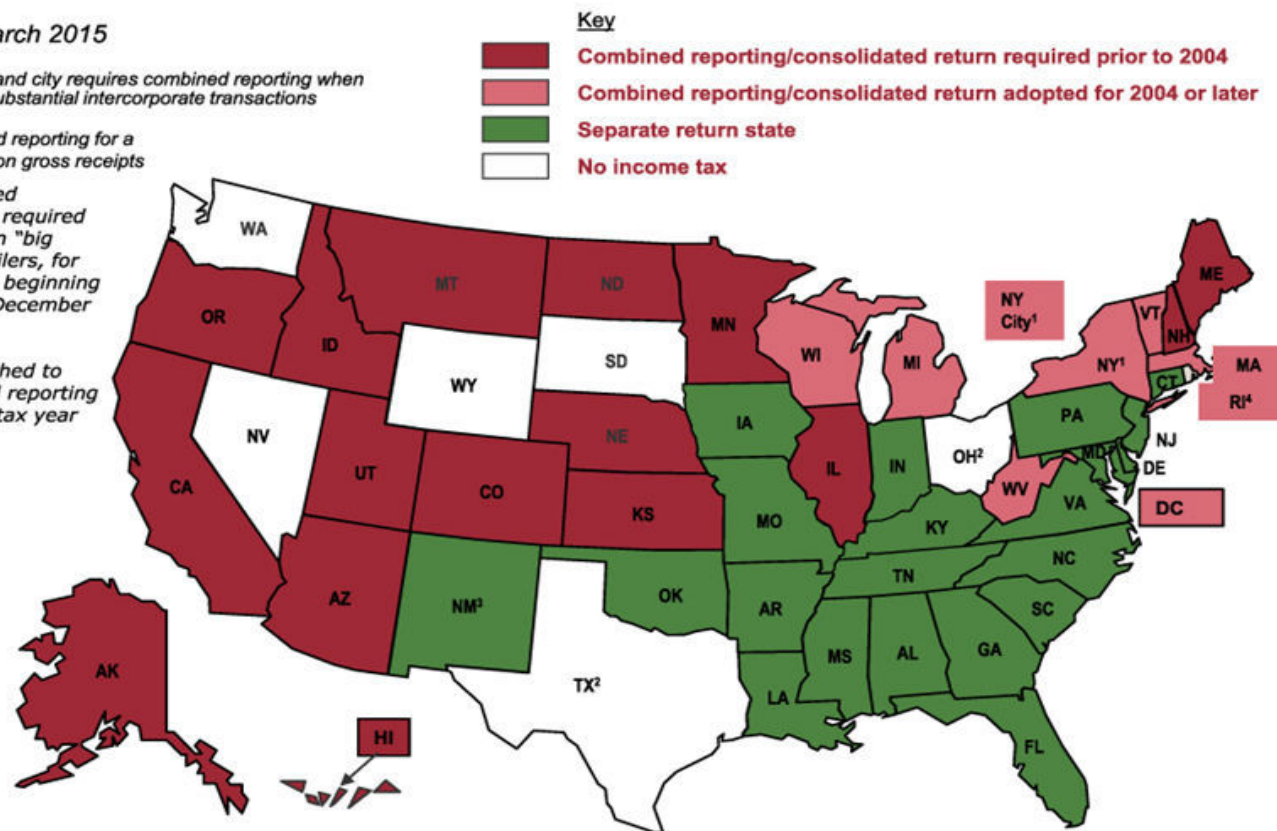 arch 2015
and city requires combined reporting when
ubstantial intercorporate transactions
d reporting for a
on gross receipts
ed
required
n "big
ilers, for
beginning
December
hed to
l reporting
tax year
Key
Combined reporting/consolidated return required prior to 2004
Combined reporting/consolidated return adopted for 2004 or later
Separate return state
No income tax
WA
MT
ND
MN
OR
ID
WY
SD
WI
MI
NY
City¹
VT
NH
ME
NY¹
MA
RI⁴
CT
NV
UT
CO
NE
IA
IL
IN
OH²
PA
NJ
MD
DE
DC
WV
VA
CA
KS
MO
KY
NC
TN
AZ
NM³
OK
AR
SC
MS
AL
GA
AK
HI
TX²
LA
FL